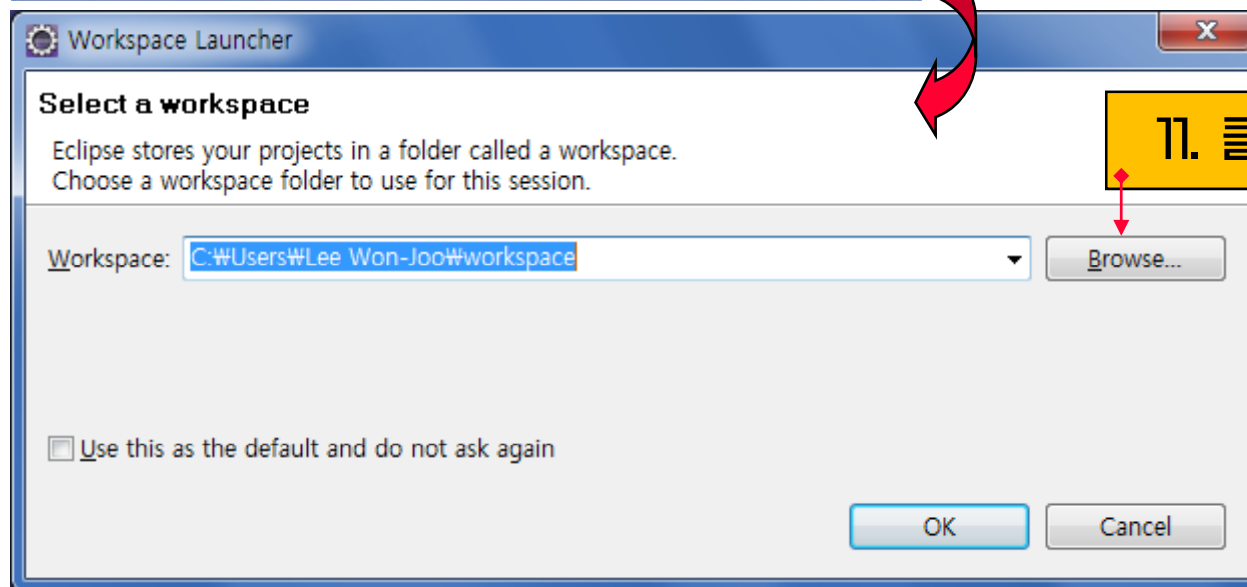 Workspace Launcher
Select a workspace
Eclipse stores your projects in a folder called a workspace.
Choose a workspace folder to use for this session.
11.
Workspace: C:₩Users₩Lee Won-Joo₩workspace Browse...
Use this as the default and do not ask again
OK Cancel